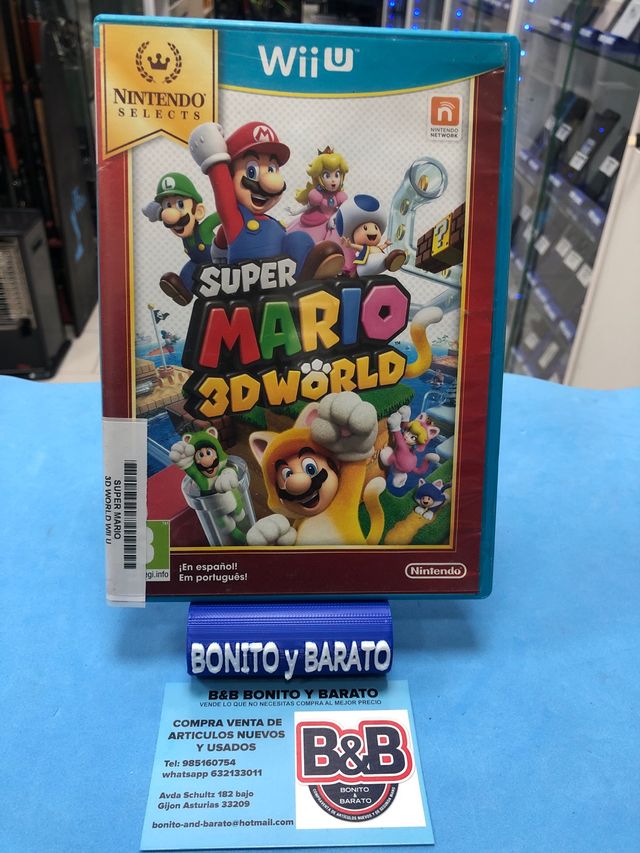 Wii U
NINTENDO
SELECTS
NINTENDO
NETWORK
SUPER
MARIO
3D WORLD
TM
SUPER MARIO
3D WORLD WII U
egi.info
¡En español!
Em português!
Nintendo
BONITO y BARATO
B&B BONITO Y BARATO
VENDE LO QUE NO NECESITAS COMPRA AL MEJOR PRECIO
COMPRA VENTA DE
ARTICULOS NUEVOS
Y USADOS
Tel: 985160754
whatsapp 632133011
Avda Schultz 182 bajo
Gijon Asturias 33209
bonito-and-barato@hotmail.com
B&B
BONITO
&
BARATO